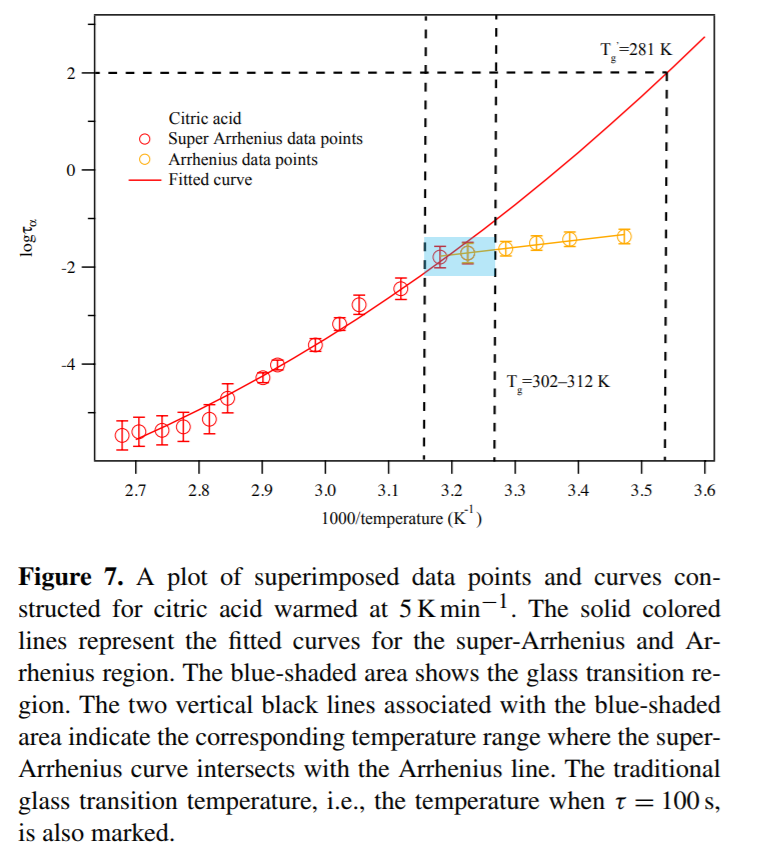 T'g=281 K
2
Citric acid
Super Arrhenius data points
Arrhenius data points
Fitted curve
0
logτα
-2
-4
Tg=302–312 K
2.7 2.8 2.9 3.0 3.1 3.2 3.3 3.4 3.5 3.6
1000/temperature (K-1)
Figure 7. A plot of superimposed data points and curves con-
structed for citric acid warmed at 5 K min−1. The solid colored
lines represent the fitted curves for the super-Arrhenius and Ar-
rhenius region. The blue-shaded area shows the glass transition re-
gion. The two vertical black lines associated with the blue-shaded
area indicate the corresponding temperature range where the super-
Arrhenius curve intersects with the Arrhenius line. The traditional
glass transition temperature, i.e., the temperature when τ = 100 s,
is also marked.